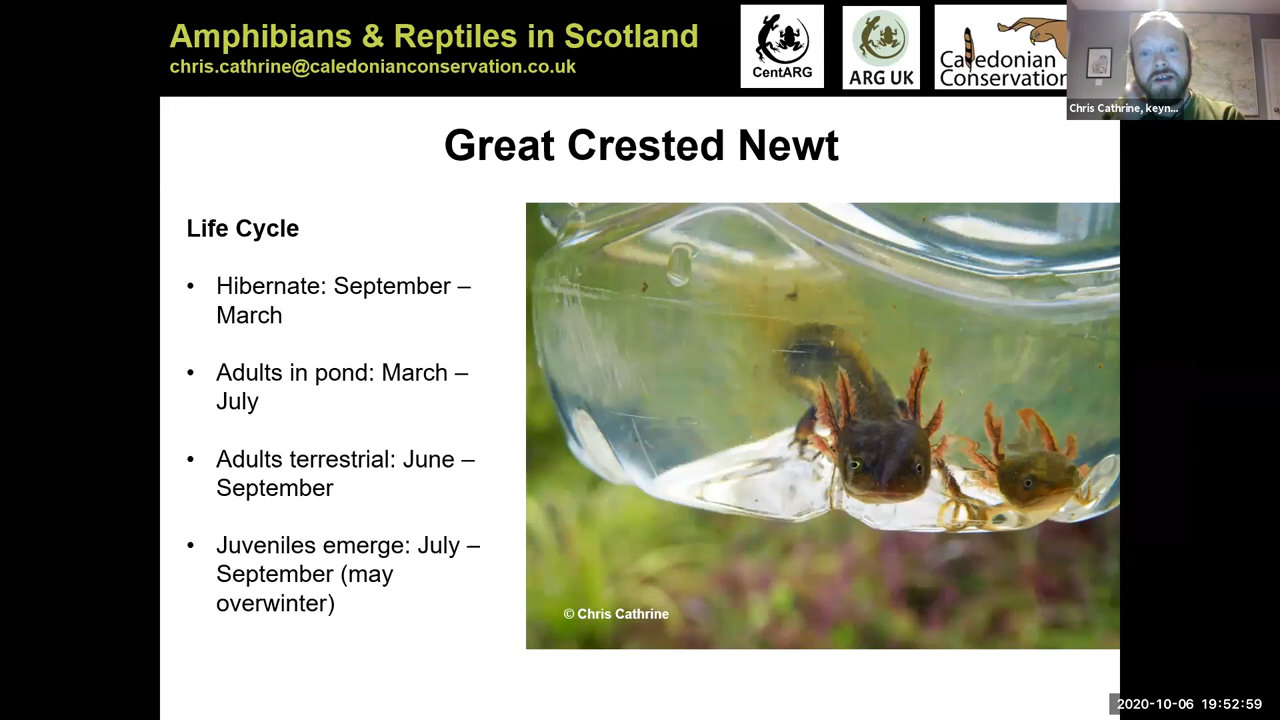 Amphibians & Reptiles in Scotland
chris.cathrine@caledonianconservation.co.uk
CentARG
ARG UK
Caledonian
Conservation
Chris Cathrine, keyn...
Great Crested Newt
Life Cycle
• Hibernate: September –
March
• Adults in pond: March –
July
• Adults terrestrial: June –
September
• Juveniles emerge: July –
September (may
overwinter)
© Chris Cathrine
2020-10-06 19:52:59